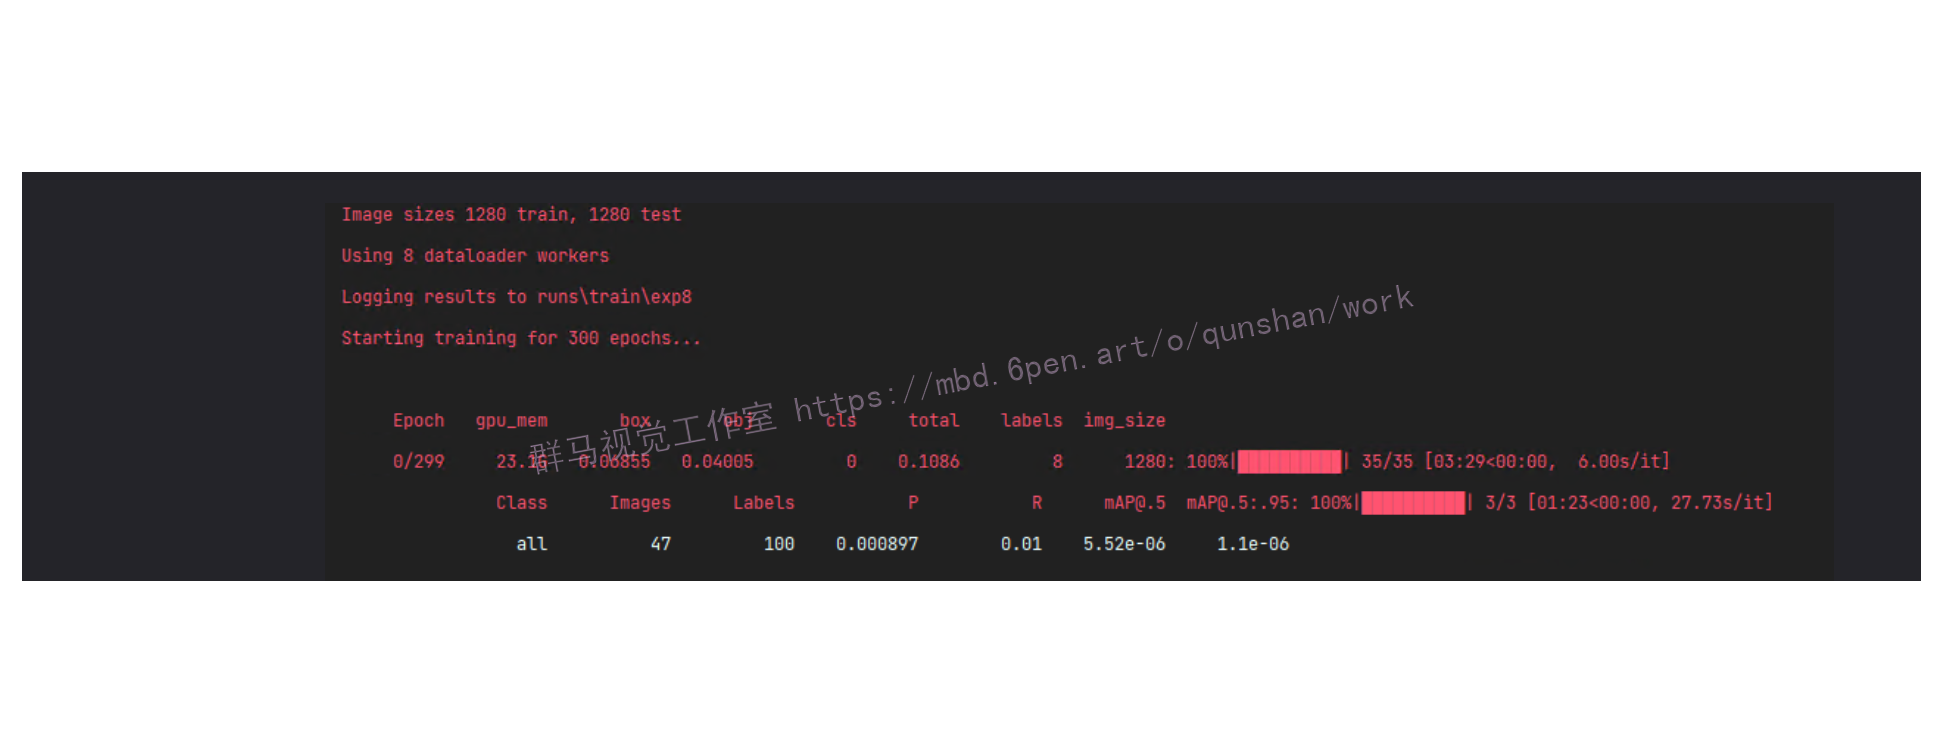 Image sizes 1280 train, 1280 test
Using 8 dataloader workers
Logging results to runs\train\exp8
Starting training for 300 epochs...
Epoch gpu_mem box obj cls total labels img_size
0/299 23.1G 0.06855 0.04005 0 0.1086 8 1280: 100%|██████████| 35/35 [03:29<00:00, 6.00s/it]
Class Images Labels P R mAP@.5 mAP@.5:.95: 100%|██████████| 3/3 [01:23<00:00, 27.73s/it]
all 47 100 0.000897 0.01 5.52e-06 1.1e-06
群马视觉工作室 https://mbd.6pen.art/o/qunshan/work